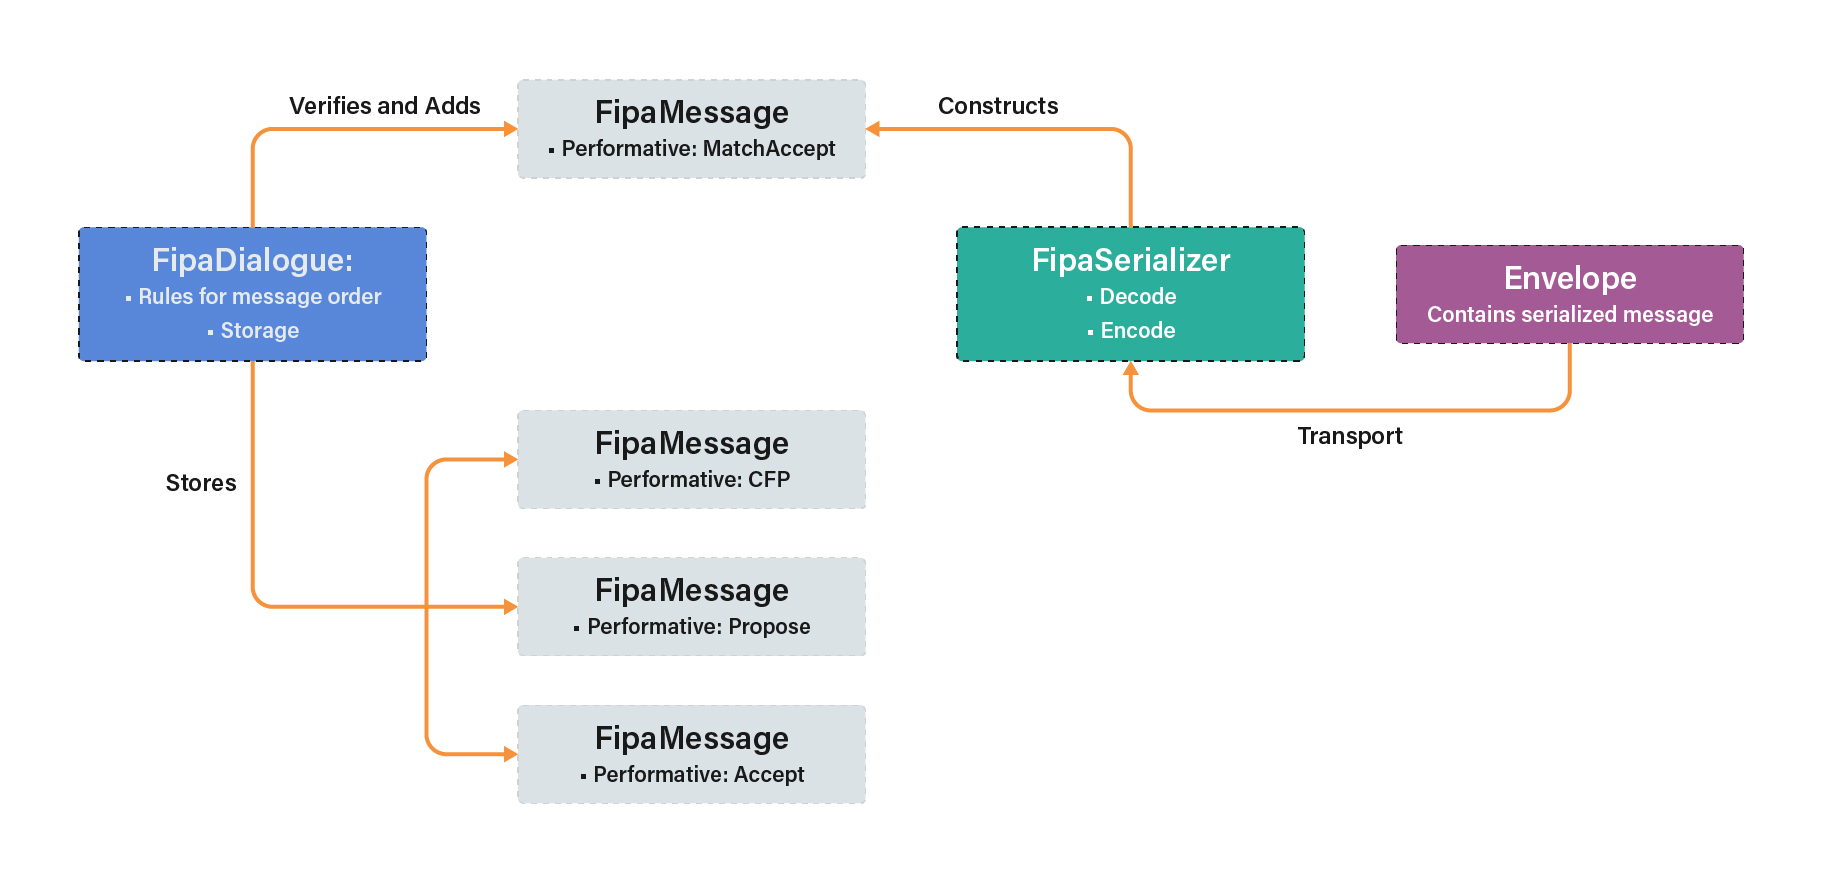 Verifies and Adds
FipaMessage
▪ Performative: MatchAccept
Constructs
FipaDialogue:
▪ Rules for message order
▪ Storage
FipaSerializer
▪ Decode
▪ Encode
Envelope
Contains serialized message
Transport
Stores
FipaMessage
▪ Performative: CFP
FipaMessage
▪ Performative: Propose
FipaMessage
▪ Performative: Accept